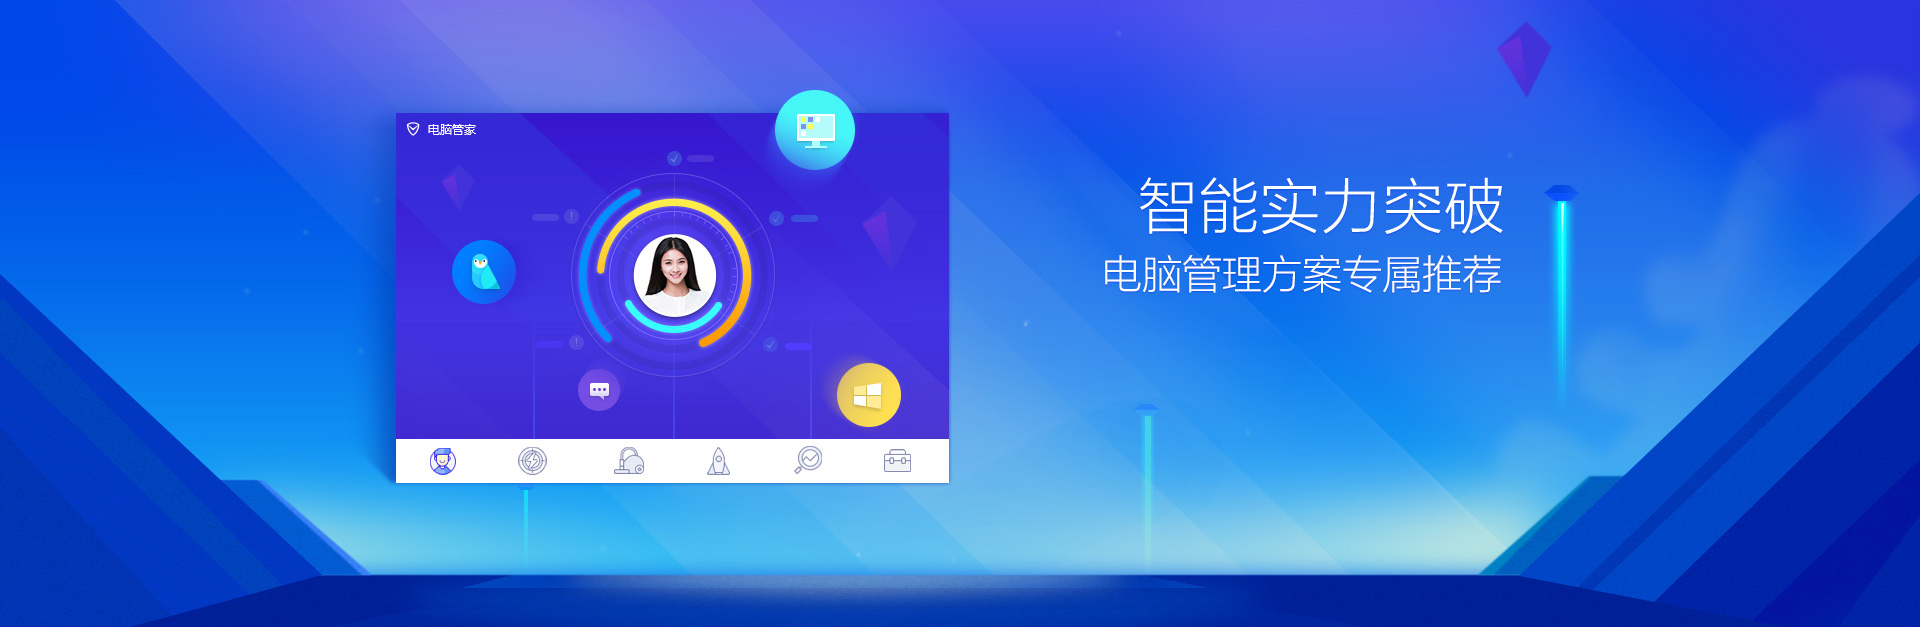 电脑管家
智能实力突破
电脑管理方案专属推荐